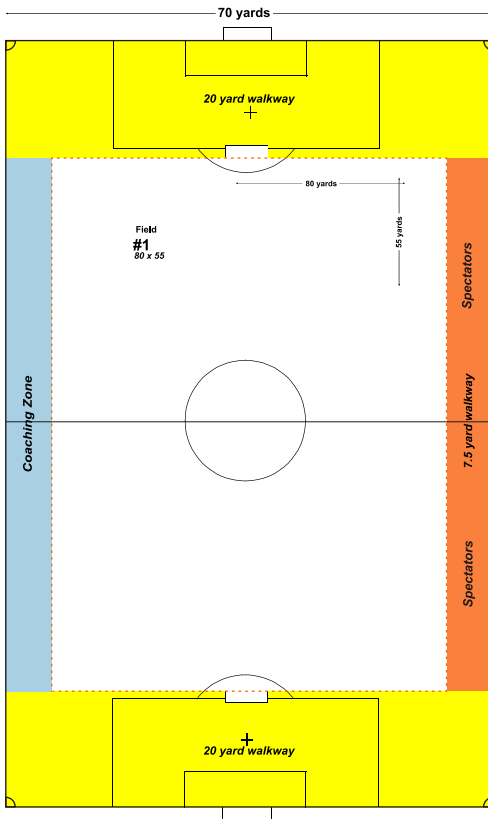 70 yards
20 yard walkway
80 yards
55 yards
Field
#1
80 x 55
Spectators
Coaching Zone
7.5 yard walkway
Spectators
20 yard walkway